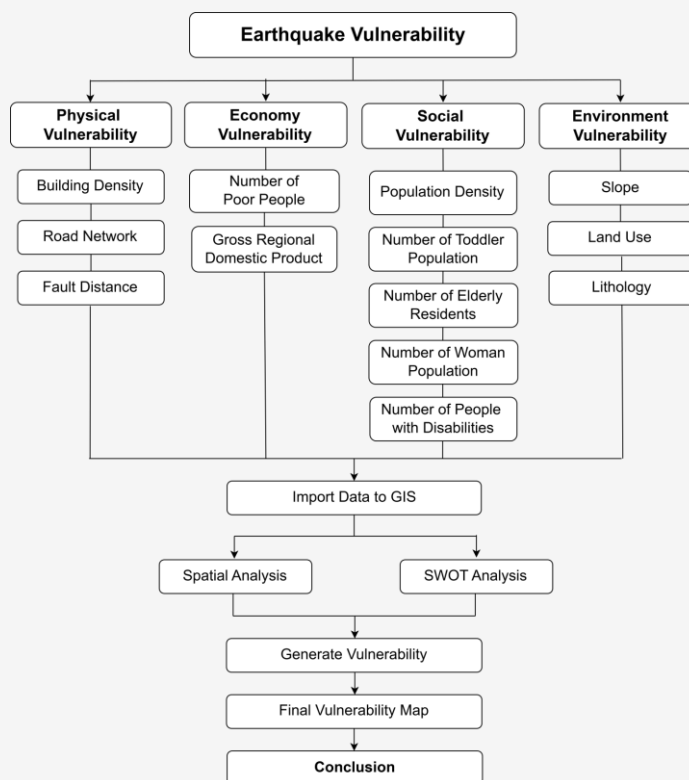 Earthquake Vulnerability
Physical
Vulnerability
Economy
Vulnerability
Social
Vulnerability
Environment
Vulnerability
Building Density
Road Network
Fault Distance
Number of
Poor People
Gross Regional
Domestic Product
Population Density
Number of Toddler
Population
Number of Elderly
Residents
Number of Woman
Population
Number of People
with Disabilities
Slope
Land Use
Lithology
Import Data to GIS
Spatial Analysis
SWOT Analysis
Generate Vulnerability
Final Vulnerability Map
Conclusion